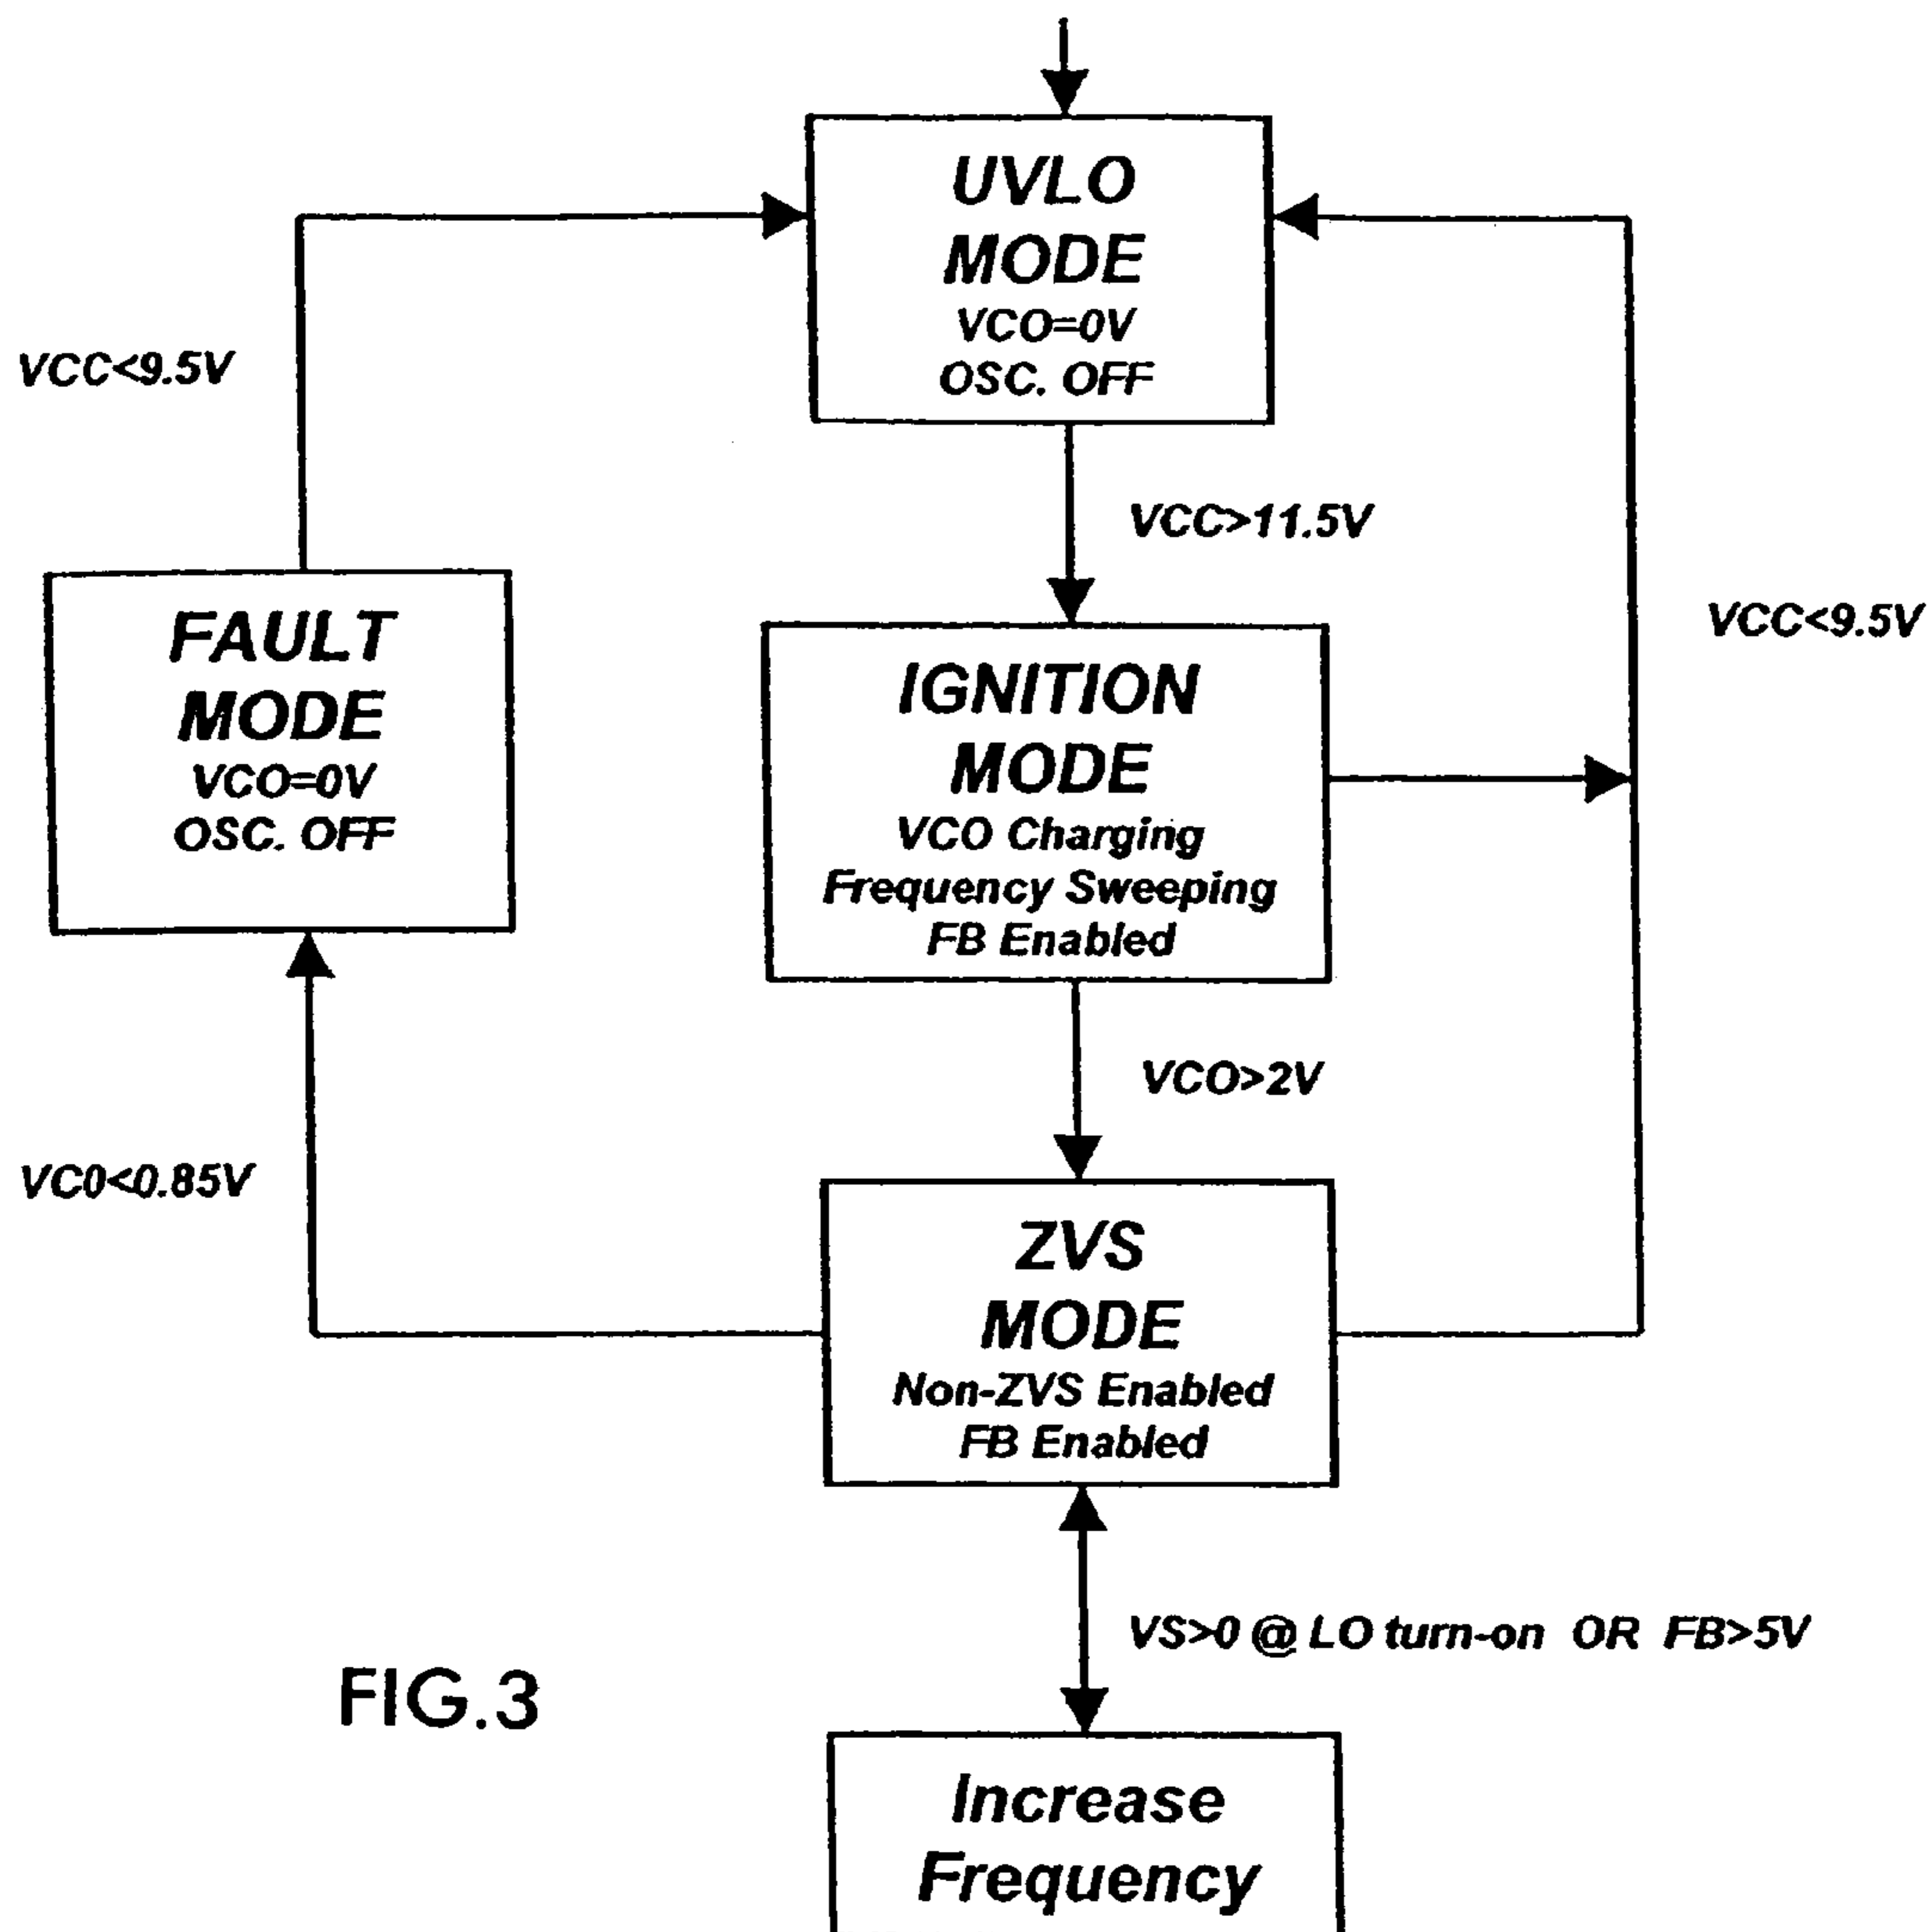 UVLO
MODE
VCO=0V
OSC. OFF
VCC<9.5V
VCC>11.5V
FAULT
MODE
VCO=0V
OSC. OFF
IGNITION
MODE
VCO Charging
Frequency Sweeping
FB Enabled
VCC<9.5V
VCO>2V
VC0<0.85V
ZVS
MODE
Non-ZVS Enabled
FB Enabled
VS>0 @ LO turn-on OR FB>5V
FIG.3
Increase
Frequency